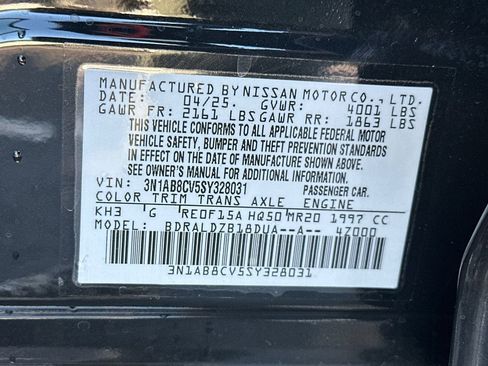 MANUFACTURED BY NISSAN MOTOR CO., LTD.
DATE: 04/25. GVWR: 4001 LBS
GAWR FR: 2161 LBS GAWR RR: 1863 LBS
THIS VEHICLE CONFORMS TO ALL APPLICABLE FEDERAL MOTOR
VEHICLE SAFETY, BUMPER AND THEFT PREVENTION STANDARDS
IN EFFECT ON THE DATE OF MANUFACTURE SHOWN ABOVE.
SEE OWNER'S MANUAL FOR ADDITIONAL INFORMATION.
VIN: 3N1AB8CV5SY328031 PASSENGER CAR.
COLOR TRIM TRANS AXLE ENGINE
KH3 G RE0F15A HQ50 MR20 1997 CC
MODEL: BDRALDZB18DUA--A-- 4Z000
3N1AB8CV5SY328031